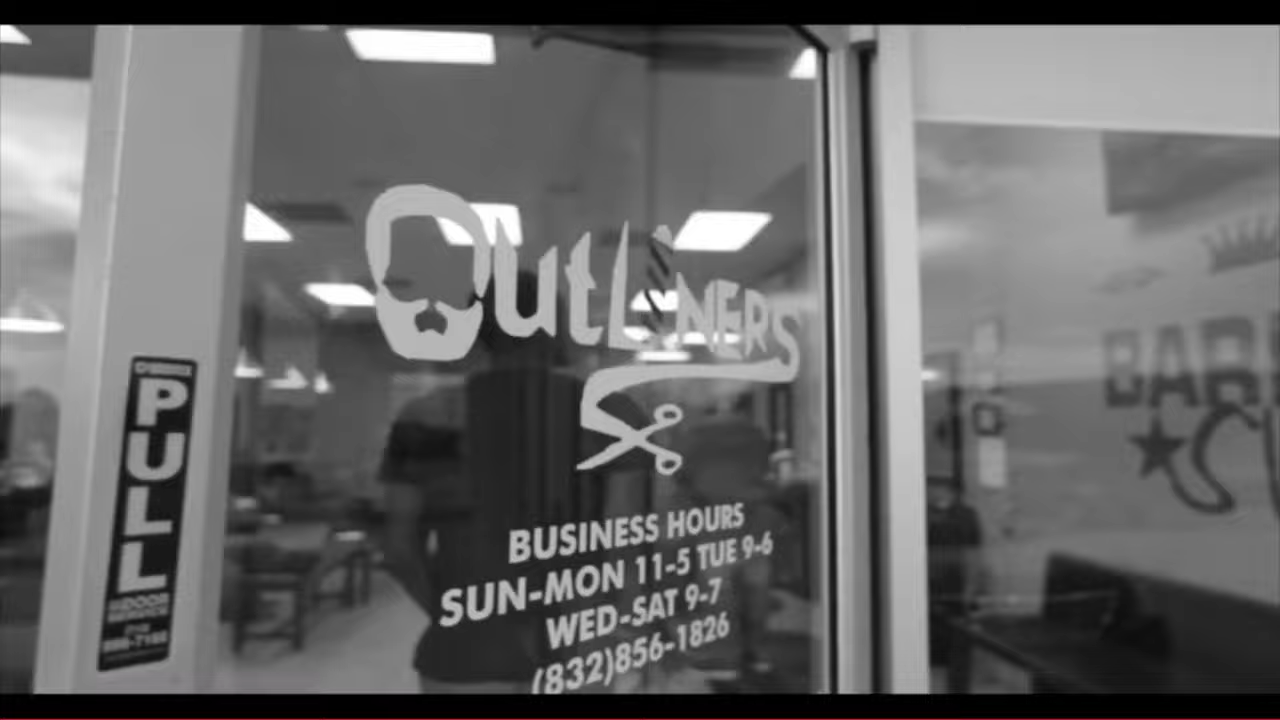 OutLiNERS
BUSINESS HOURS
SUN-MON 11-5 TUE 9-6
WED-SAT 9-7
(832)856-1826
PULL